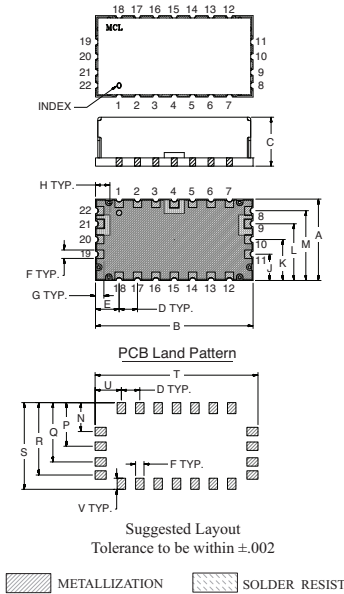 18 17 16 15 14 13 12
MCL
19 11
20 10
21 9
22 8
INDEX
1 2 3 4 5 6 7
C
H TYP.
1 2 3 4 5 6 7
22 8
21 9
20 10
19 11
F TYP.
G TYP.
E
18 17 16 15 14 13 12
D TYP.
J K L M A
B
PCB Land Pattern
T
U D TYP.
S R Q P N
F TYP.
V TYP.
Suggested Layout
Tolerance to be within ±.002
METALLIZATION SOLDER RESIST